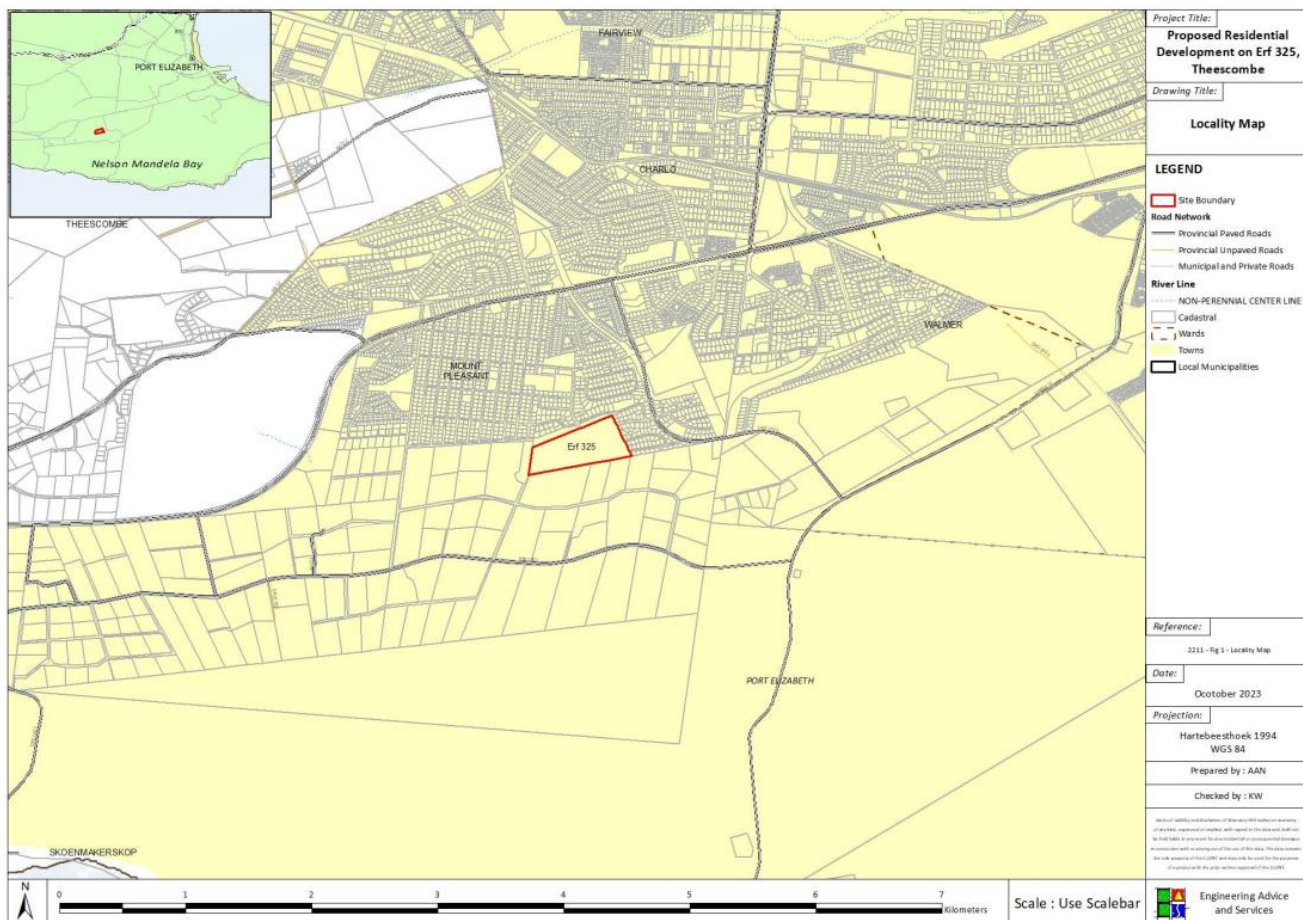 PORT ELIZABETH
Nelson Mandela Bay
FAIRVIEW
CHARLO
THEESCOMBE
WALMER
MOUNT
PLEASANT
Erf 325
PORT ELIZABETH
SKOENMAKERSKOP
N
0 1 2 3 4 5 6 7
Kilometers
Scale : Use Scalebar
Project Title:
Proposed Residential
Development on Erf 325,
Theescombe
Drawing Title:
Locality Map
LEGEND
Site Boundary
Road Network
Provincial Paved Roads
Provincial Unpaved Roads
Municipal and Private Roads
River Line
NON-PERENNIAL CENTER LINE
Cadastral
Wards
Towns
Local Municipalities
Reference:
2211 - Fig 1 - Locality Map
Date:
Ocotober 2023
Projection:
Hartebeesthoek 1994
WGS 84
Prepared by : AAN
Checked by : KW
Engineering Advice
and Services